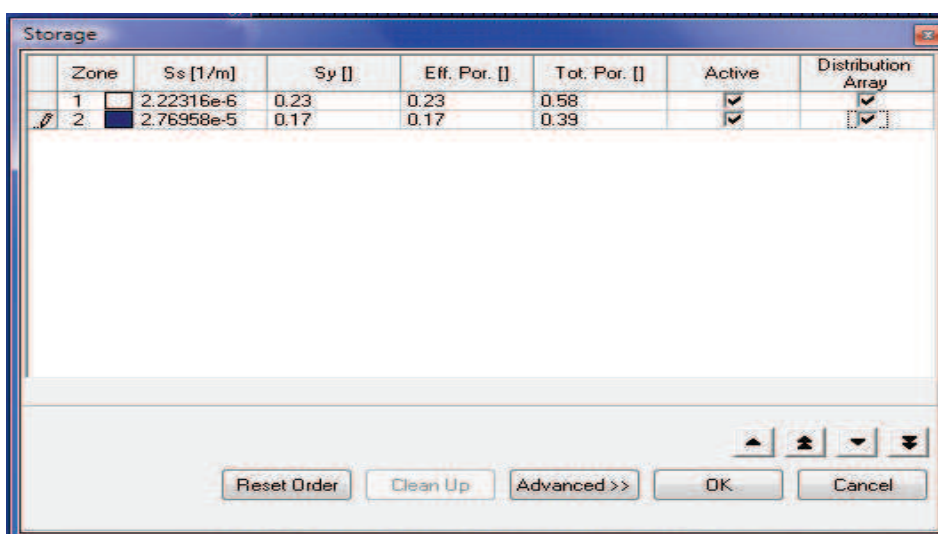 Storage
Zone Ss [1/m] Sy [] Eff. Por. [] Tot. Por. [] Active Distribution Array
1 2.22316e-6 0.23 0.23 0.58
2 2.76958e-5 0.17 0.17 0.39
Reset Order Clean Up Advanced >> OK Cancel